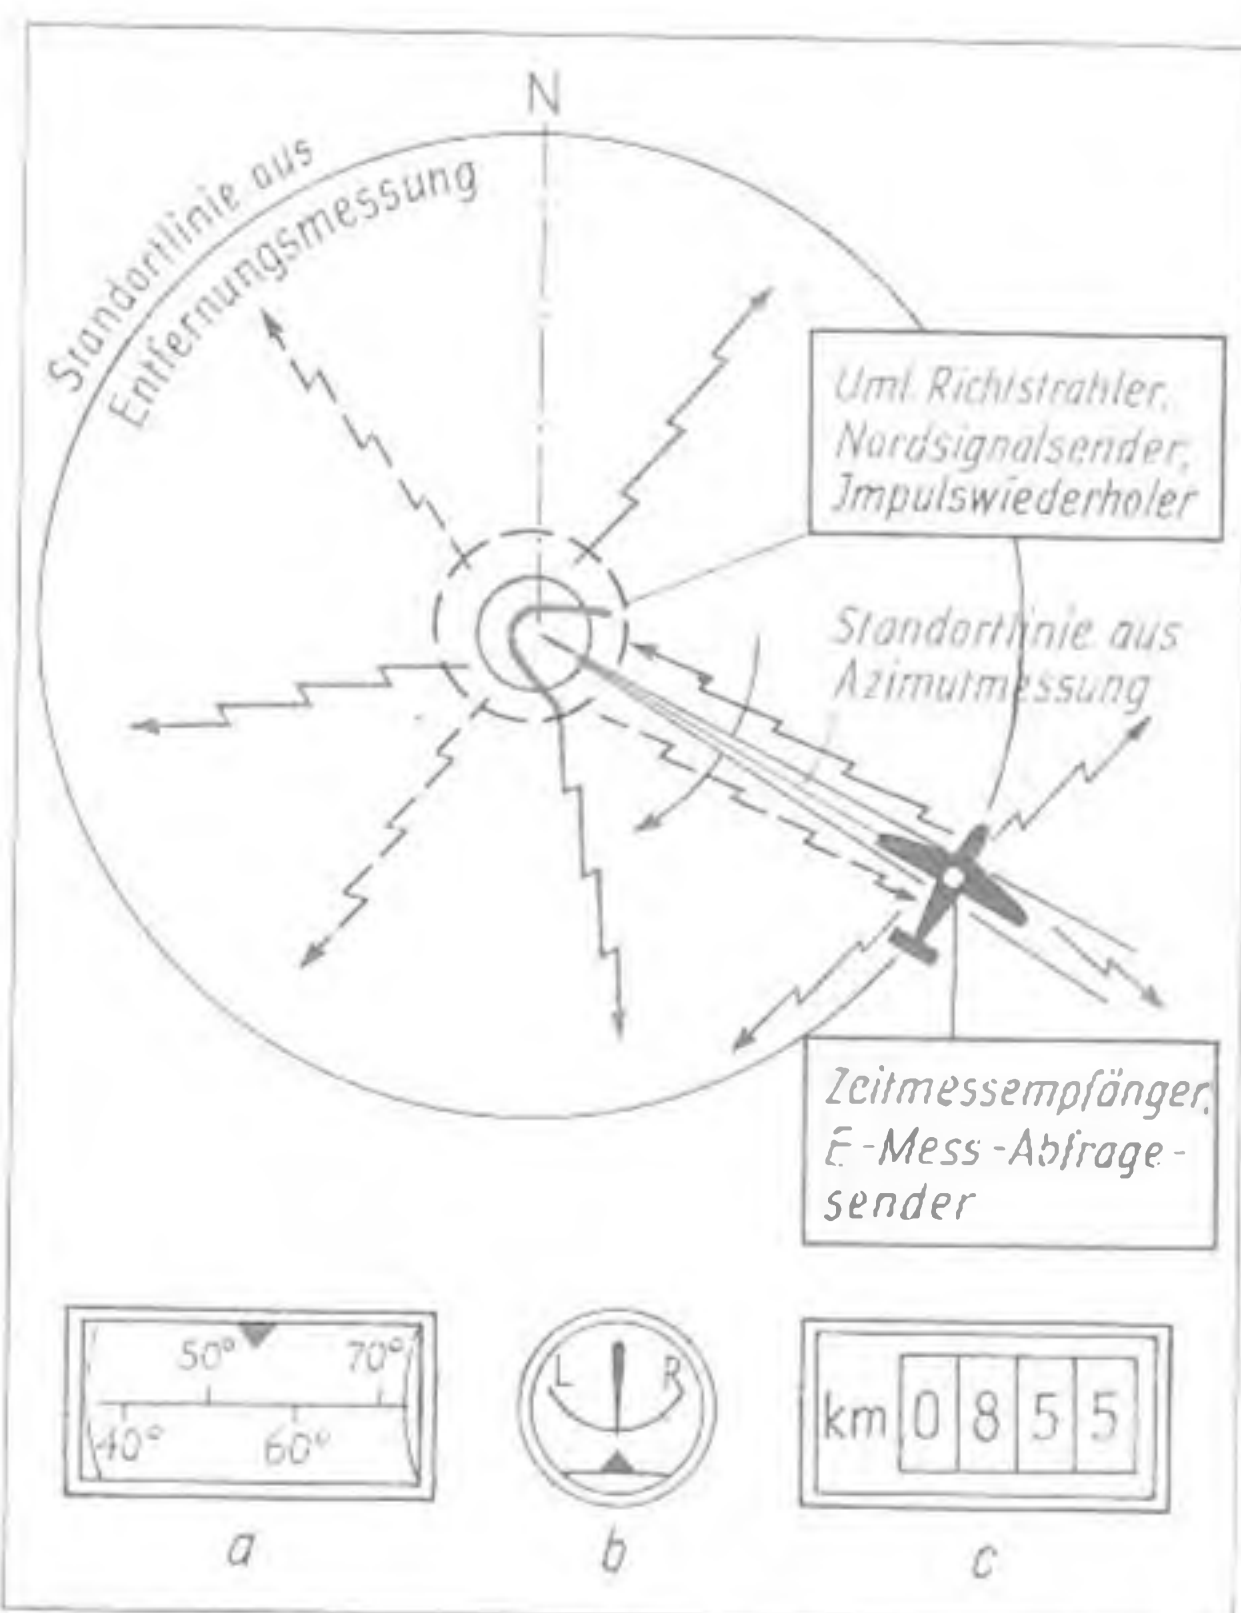 N
Standortlinie aus
Entfernungsmessung
Uml. Richtstrahler,
Nordsignalsender,
Impulswiederholer
Standortlinie aus
Azimutmessung
Zeitmessempfänger,
E-Mess-Abfrage-
sender
50° 70°
40° 60°
L R
km 0 8 5 5
a b c